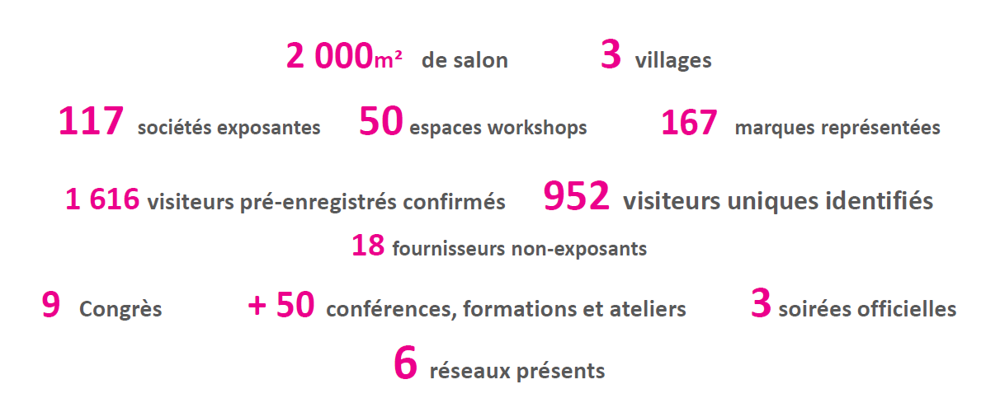 2 000m² de salon 3 villages
117 sociétés exposantes 50 espaces workshops 167 marques représentées
1 616 visiteurs pré-enregistrés confirmés 952 visiteurs uniques identifiés
18 fournisseurs non-exposants
9 Congrès + 50 conférences, formations et ateliers 3 soirées officielles
6 réseaux présents